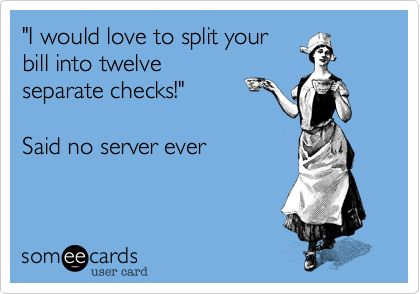 "I would love to split your
bill into twelve
separate checks!"
Said no server ever
someecards
user card